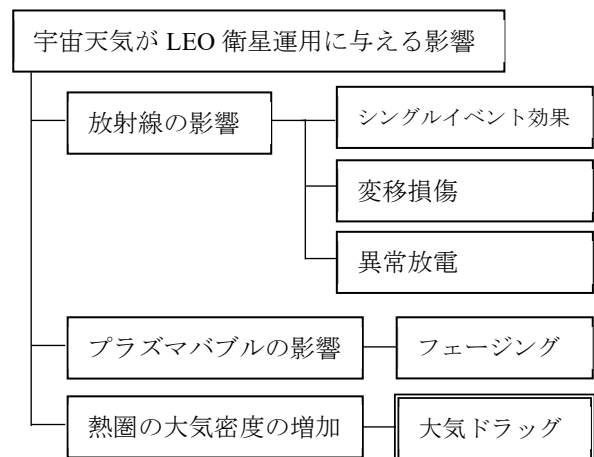 宇宙天気が LEO 衛星運用に与える影響
放射線の影響
シングルイベント効果
変移損傷
異常放電
プラズマバブルの影響
フェージング
熱圏の大気密度の増加
大気ドラッグ